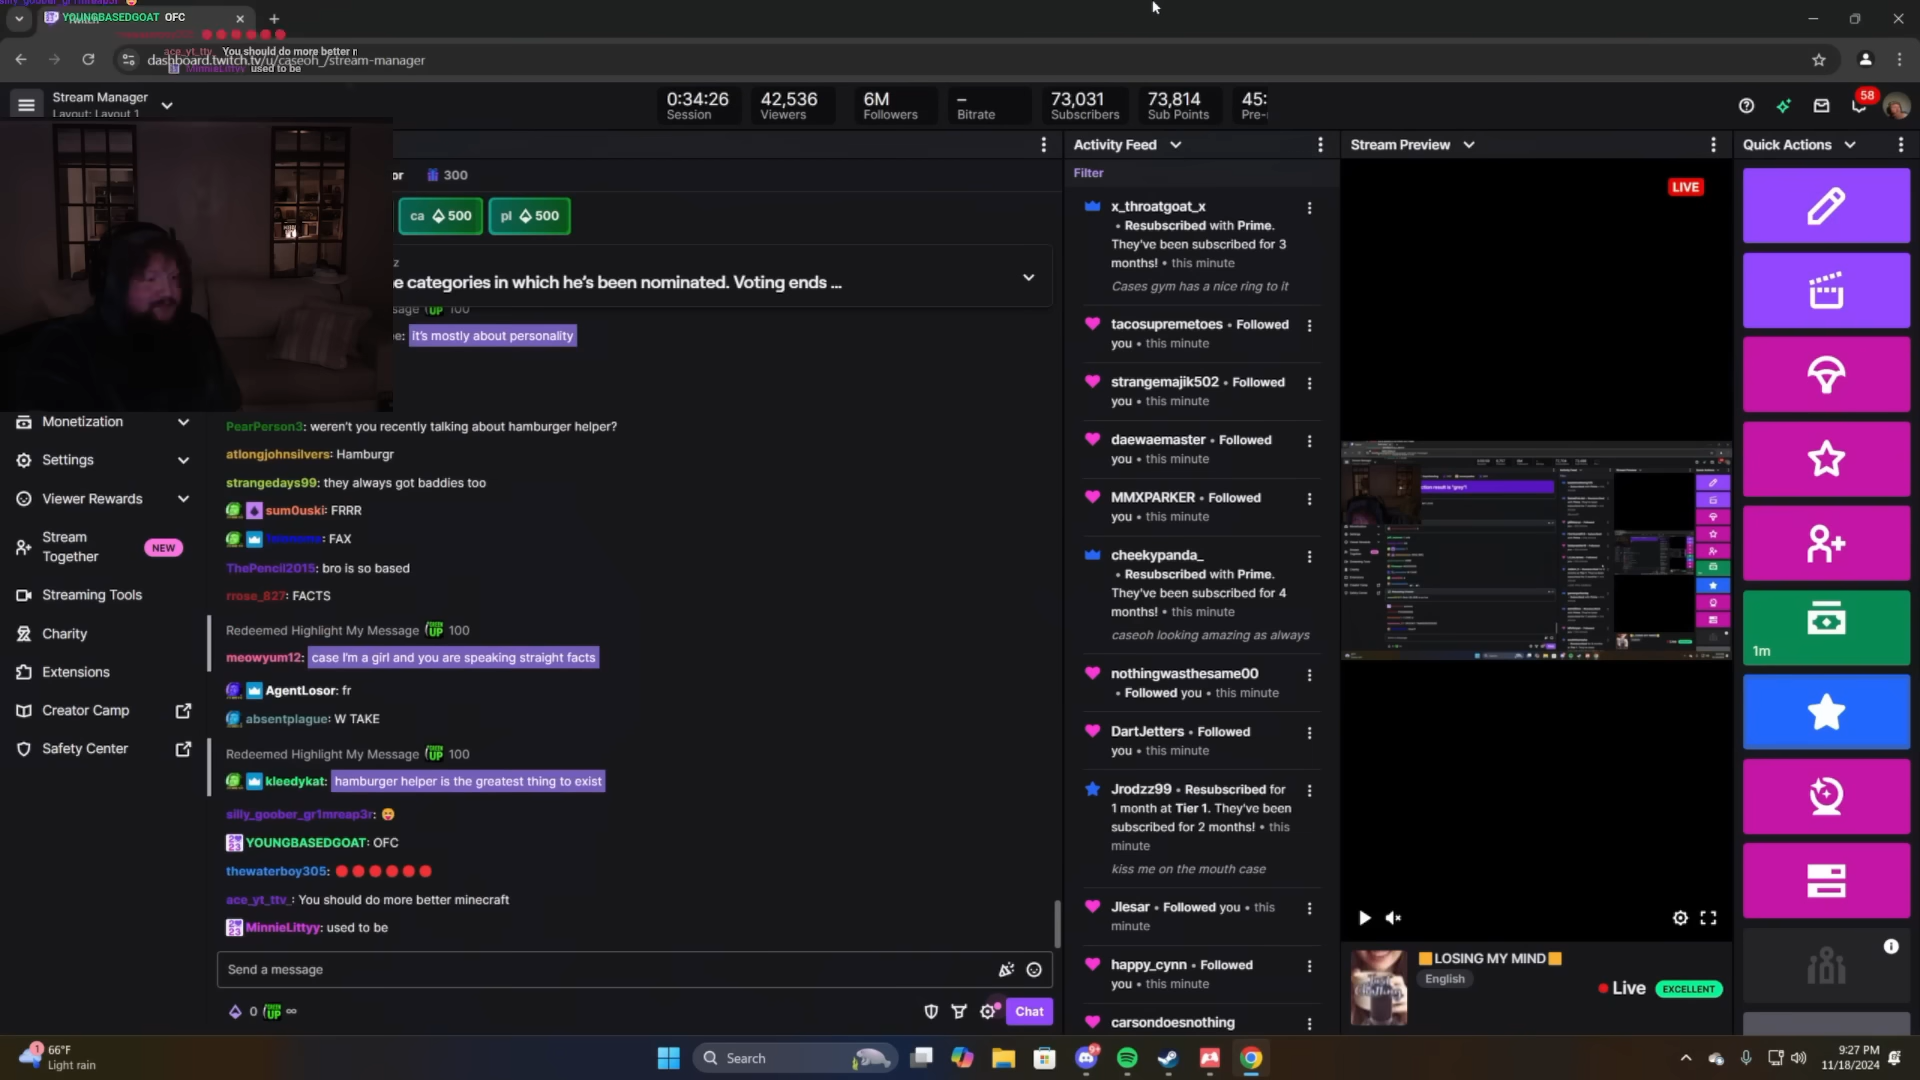 YOUNGBASEDGOAT OFC
ace_yt_ttv_ You should do more better
dashboard.twitch.tv/u/caseoh_/stream-manager
MinnieLittyy used to be
Stream Manager
Layout: Layout 1
0:34:26
Session
42,536
Viewers
6M
Followers
–
Bitrate
73,031
Subscribers
73,814
Sub Points
45:
Pre-
58
or
300
ca 500
pl 500
z
e categories in which he's been nominated. Voting ends ...
sage 100
e: it's mostly about personality
PearPerson3: weren't you recently talking about hamburger helper?
atlongjohnsilvers: Hamburgr
strangedays99: they always got baddies too
sum0uski: FRRR
: FAX
ThePencil2015: bro is so based
rrose_827: FACTS
Redeemed Highlight My Message 100
meowyum12: case I'm a girl and you are speaking straight facts
AgentLosor: fr
absentplague: W TAKE
Redeemed Highlight My Message 100
kleedykat: hamburger helper is the greatest thing to exist
silly_goober_gr1mreap3r:
YOUNGBASEDGOAT: OFC
thewaterboy305:
ace_yt_ttv_: You should do more better minecraft
MinnieLittyy: used to be
Send a message
0 ∞
Chat
Monetization
Settings
Viewer Rewards
Stream Together NEW
Streaming Tools
Charity
Extensions
Creator Camp
Safety Center
Activity Feed
Filter
x_throatgoat_x
• Resubscribed with Prime.
They've been subscribed for 3
months! • this minute
Cases gym has a nice ring to it
tacosupremetoes • Followed
you • this minute
strangemajik502 • Followed
you • this minute
daewaemaster • Followed
you • this minute
MMXPARKER • Followed
you • this minute
cheekypanda_
• Resubscribed with Prime.
They've been subscribed for 4
months! • this minute
caseoh looking amazing as always
nothingwasthesame00
• Followed you • this minute
DartJetters • Followed
you • this minute
Jrodzz99 • Resubscribed for
1 month at Tier 1. They've been
subscribed for 2 months! • this
minute
kiss me on the mouth case
Jlesar • Followed you • this
minute
happy_cynn • Followed
you • this minute
carsondoesnothing
Stream Preview
LIVE
LOSING MY MIND
English
Live EXCELLENT
Quick Actions
1m
1
66°F
Light rain
Search
9:27 PM
11/18/2024